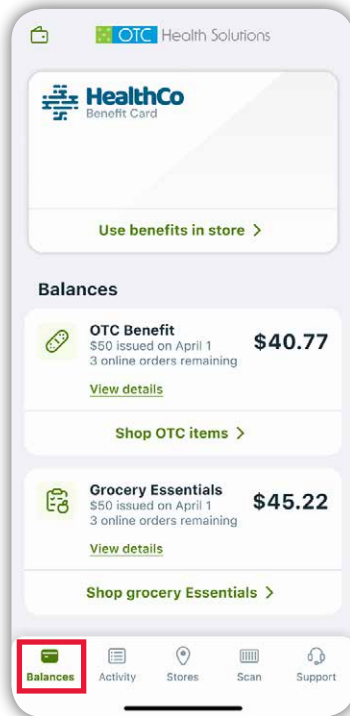 OTC Health Solutions
HealthCo
Benefit Card
Use benefits in store >
Balances
OTC Benefit
$50 issued on April 1
3 online orders remaining
$40.77
View details
Shop OTC items >
Grocery Essentials
$50 issued on April 1
3 online orders remaining
$45.22
View details
Shop grocery Essentials >
Balances
Activity
Stores
Scan
Support